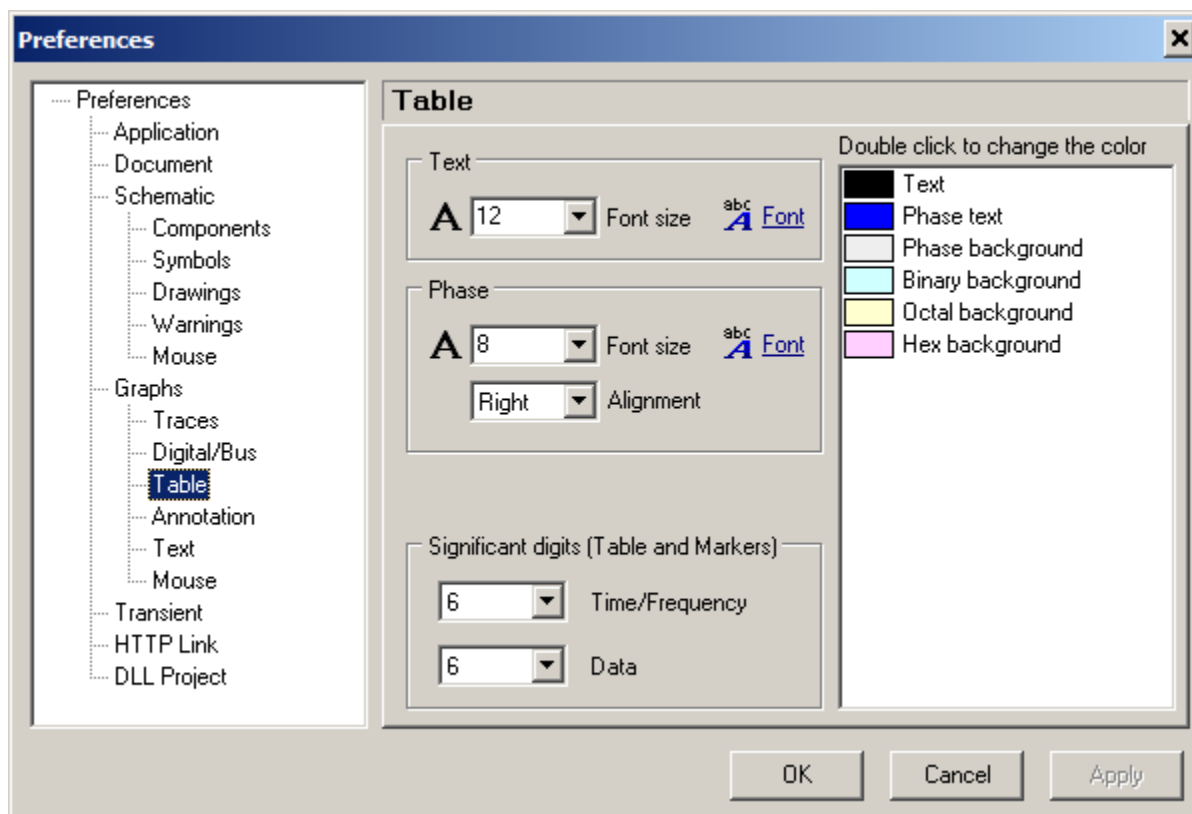 Preferences
Preferences
Application
Document
Schematic
Components
Symbols
Drawings
Warnings
Mouse
Graphs
Traces
Digital/Bus
Table
Annotation
Text
Mouse
Transient
HTTP Link
DLL Project
Table
Text
A 12 Font size abc A Font
Phase
A 8 Font size abc A Font
Right Alignment
Significant digits (Table and Markers)
6 Time/Frequency
6 Data
Double click to change the color
Text
Phase text
Phase background
Binary background
Octal background
Hex background
OK Cancel Apply